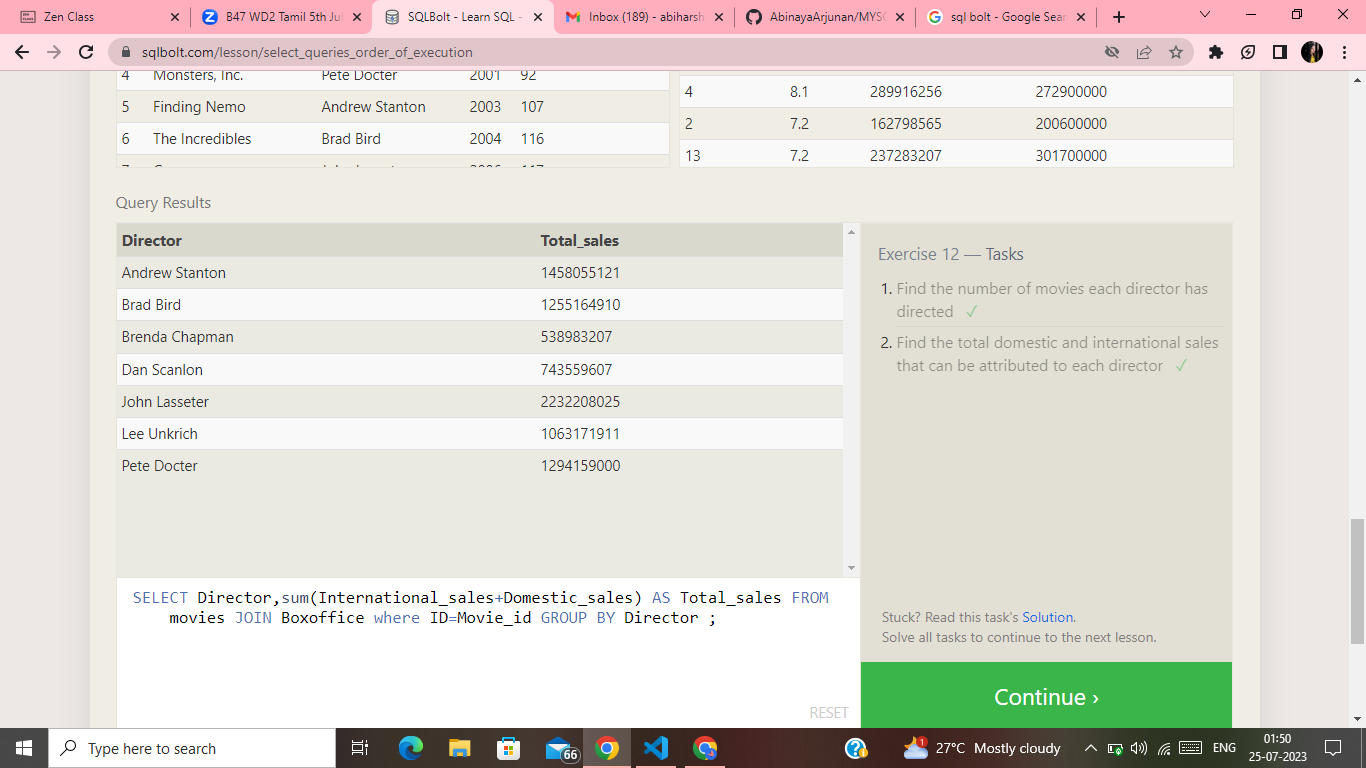 Zen Class
B47 WD2 Tamil 5th Jul
SQLBolt - Learn SQL -
Inbox (189) - abiharsh
AbinayaArjunan/MYSQ
sql bolt - Google Sear
sqlbolt.com/lesson/select_queries_order_of_execution
4 Monsters, Inc. Pete Docter 2001 92
5 Finding Nemo Andrew Stanton 2003 107
6 The Incredibles Brad Bird 2004 116
4 8.1 289916256 272900000
2 7.2 162798565 200600000
13 7.2 237283207 301700000
Query Results
Director Total_sales
Andrew Stanton 1458055121
Brad Bird 1255164910
Brenda Chapman 538983207
Dan Scanlon 743559607
John Lasseter 2232208025
Lee Unkrich 1063171911
Pete Docter 1294159000
Exercise 12 — Tasks
1. Find the number of movies each director has
directed ✓
2. Find the total domestic and international sales
that can be attributed to each director ✓
SELECT Director,sum(International_sales+Domestic_sales) AS Total_sales FROM
movies JOIN Boxoffice where ID=Movie_id GROUP BY Director ;
RESET
Stuck? Read this task's Solution.
Solve all tasks to continue to the next lesson.
Continue ›
Type here to search
66
1
27°C Mostly cloudy
ENG
01:50
25-07-2023